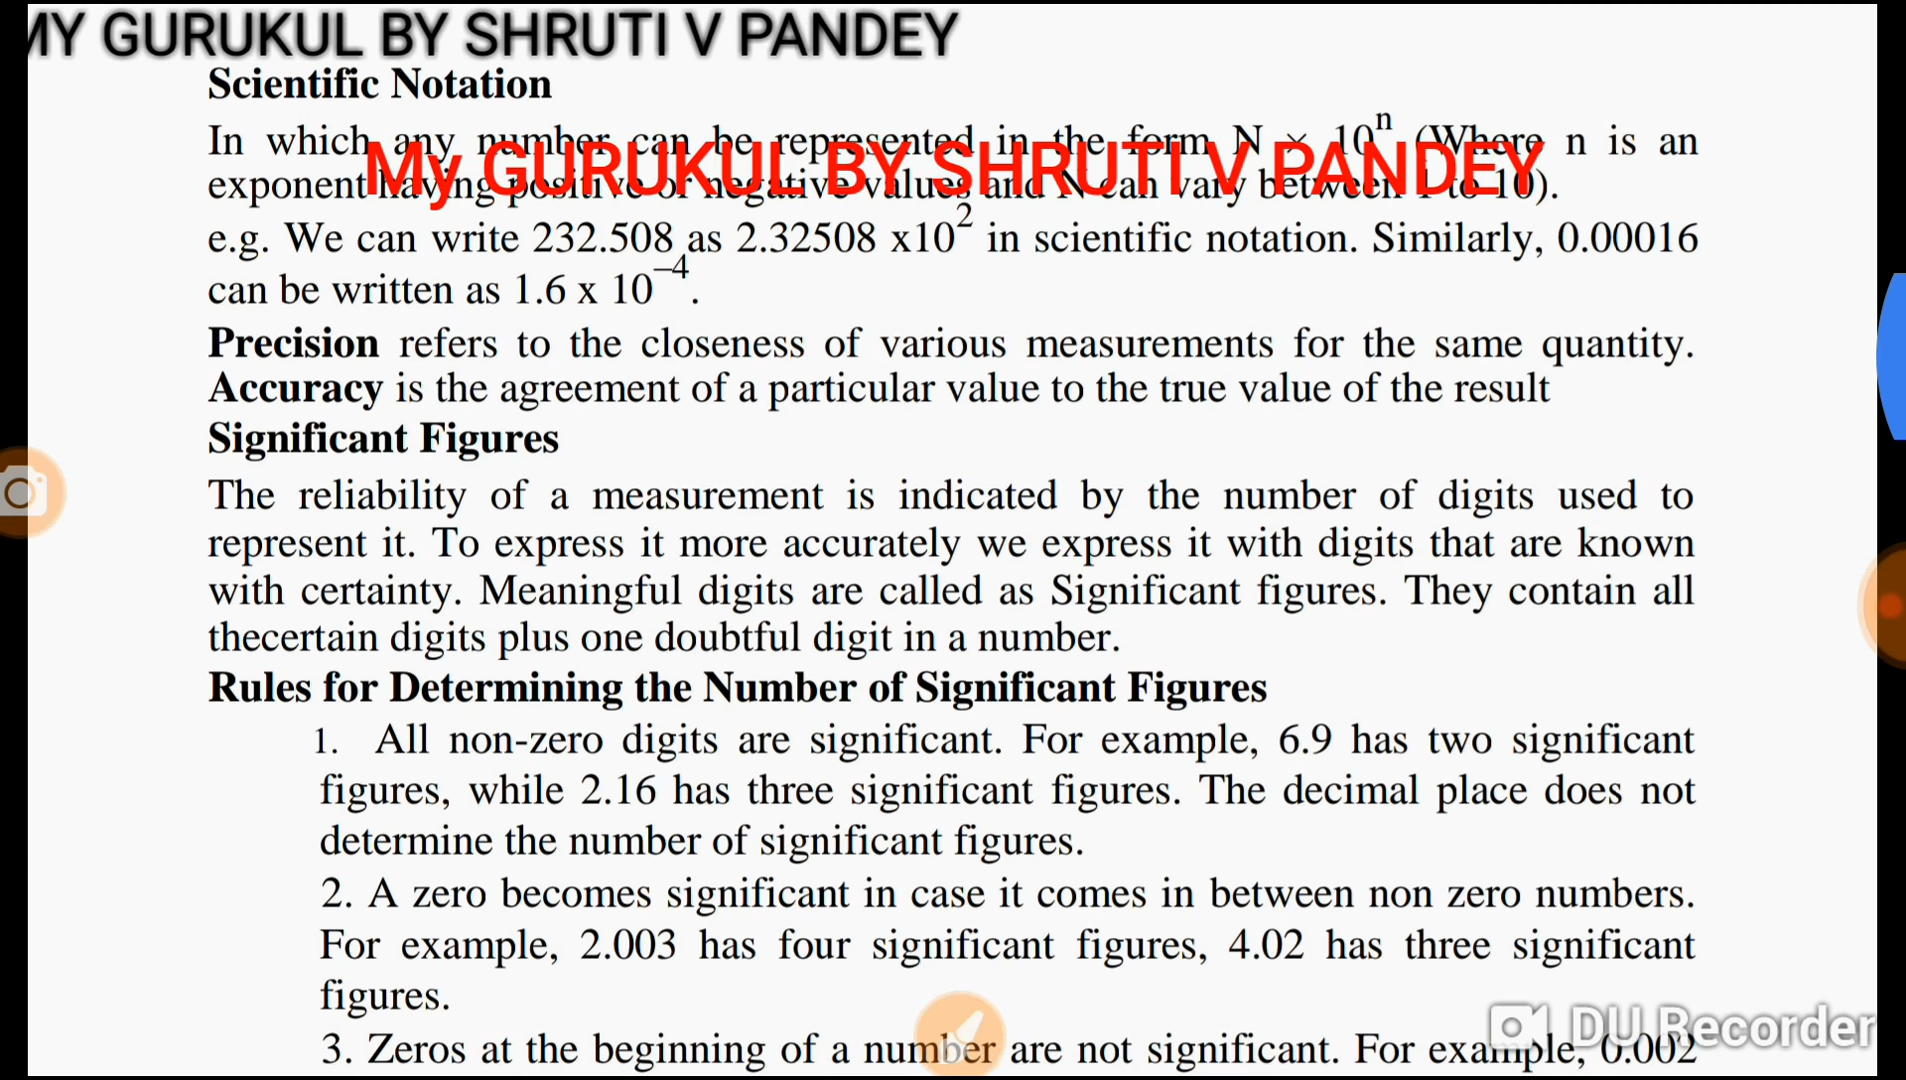 MY GURUKUL BY SHRUTI V PANDEY
Scientific Notation
In which any number can be represented in the form N × 10ⁿ (Where n is an
My GURUKUL BY SHRUTI V PANDEY
exponent having positive or negative values and N can vary between 1 to 10).
e.g. We can write 232.508 as 2.32508 x10² in scientific notation. Similarly, 0.00016
can be written as 1.6 x 10⁻⁴.
Precision refers to the closeness of various measurements for the same quantity.
Accuracy is the agreement of a particular value to the true value of the result
Significant Figures
The reliability of a measurement is indicated by the number of digits used to
represent it. To express it more accurately we express it with digits that are known
with certainty. Meaningful digits are called as Significant figures. They contain all
thecertain digits plus one doubtful digit in a number.
Rules for Determining the Number of Significant Figures
1. All non-zero digits are significant. For example, 6.9 has two significant
figures, while 2.16 has three significant figures. The decimal place does not
determine the number of significant figures.
2. A zero becomes significant in case it comes in between non zero numbers.
For example, 2.003 has four significant figures, 4.02 has three significant
figures.
3. Zeros at the beginning of a number are not significant. For example, 0.002
DU Recorder